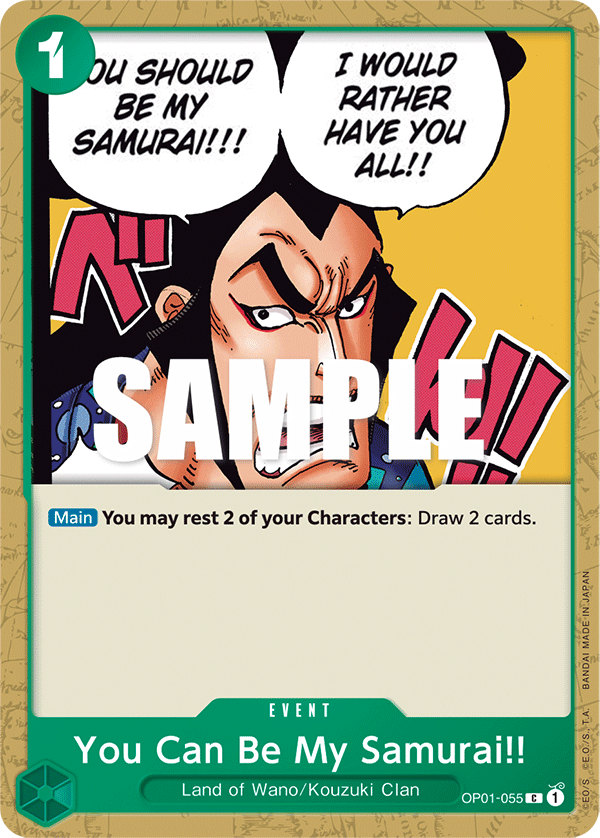 1
OU SHOULD
BE MY
SAMURAI!!!
I WOULD
RATHER
HAVE YOU
ALL!!
SAMPLE
Main You may rest 2 of your Characters: Draw 2 cards.
EVENT
You Can Be My Samurai!!
Land of Wano/Kouzuki Clan
OP01-055 C 1
©E.O./S. ©E.O./S.,T.A. BANDAI MADE IN JAPAN